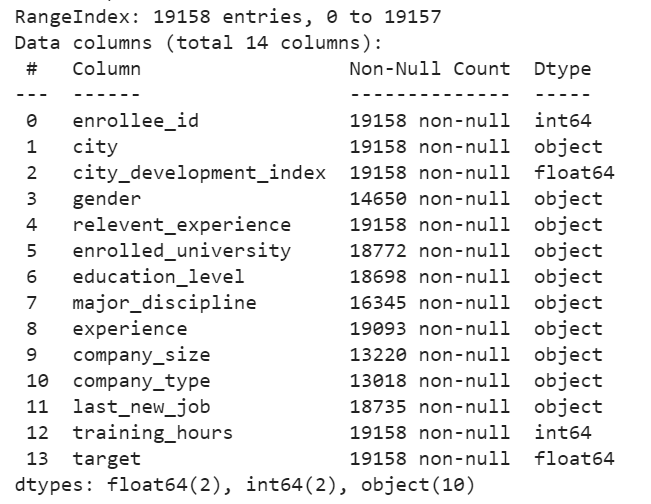 RangeIndex: 19158 entries, 0 to 19157
Data columns (total 14 columns):
 #   Column                  Non-Null Count  Dtype
---  ------                  --------------  -----
 0   enrollee_id             19158 non-null  int64
 1   city                    19158 non-null  object
 2   city_development_index  19158 non-null  float64
 3   gender                  14650 non-null  object
 4   relevent_experience     19158 non-null  object
 5   enrolled_university     18772 non-null  object
 6   education_level         18698 non-null  object
 7   major_discipline        16345 non-null  object
 8   experience              19093 non-null  object
 9   company_size            13220 non-null  object
 10  company_type            13018 non-null  object
 11  last_new_job            18735 non-null  object
 12  training_hours          19158 non-null  int64
 13  target                  19158 non-null  float64
dtypes: float64(2), int64(2), object(10)